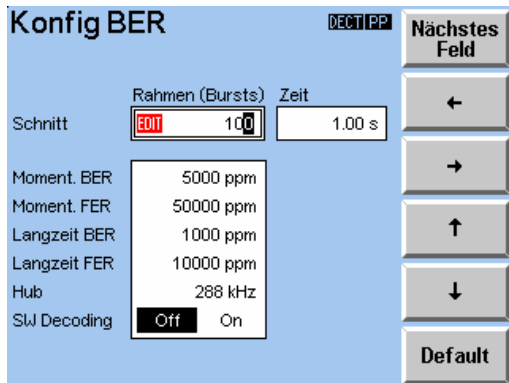 Konfig BER
DECT PP
Nächstes
Feld
Rahmen (Bursts) Zeit
Schnitt EDIT 100 1.00 s
←
→
Moment. BER 5000 ppm
Moment. FER 50000 ppm
↑
Langzeit BER 1000 ppm
Langzeit FER 10000 ppm
Hub 288 kHz
↓
SW Decoding Off On
Default